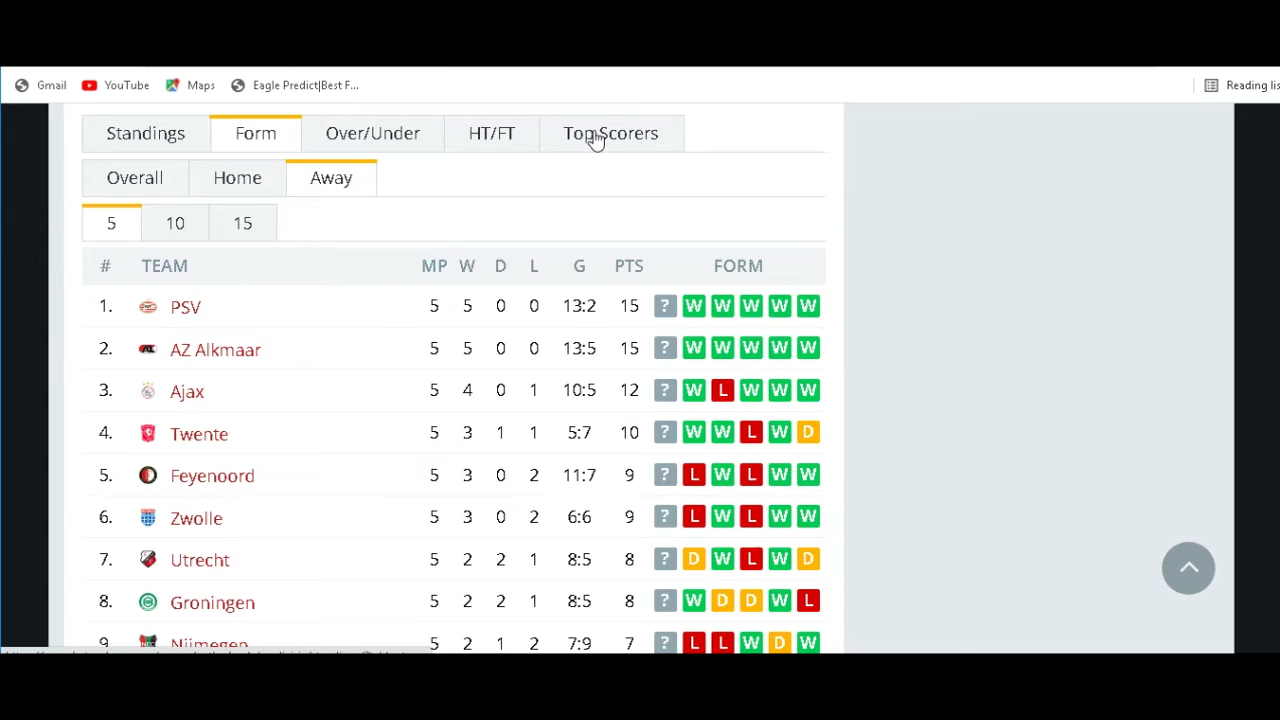 Gmail YouTube Maps Eagle Predict|Best F... Reading lis
Standings Form Over/Under HT/FT Top Scorers
Overall Home Away
5 10 15
# TEAM MP W D L G PTS FORM
1. PSV 5 5 0 0 13:2 15 ? W W W W W
2. AZ Alkmaar 5 5 0 0 13:5 15 ? W W W W W
3. Ajax 5 4 0 1 10:5 12 ? W L W W W
4. Twente 5 3 1 1 5:7 10 ? W W L W D
5. Feyenoord 5 3 0 2 11:7 9 ? L W L W W
6. Zwolle 5 3 0 2 6:6 9 ? L W L W W
7. Utrecht 5 2 2 1 8:5 8 ? D W L W D
8. Groningen 5 2 2 1 8:5 8 ? W D D W L
9. Nijmegen 5 2 1 2 7:9 7 ? L L W D W